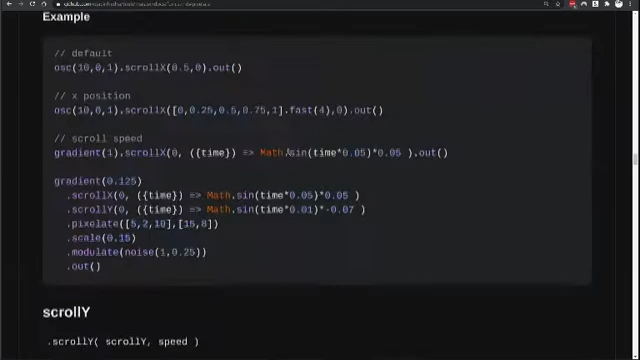 Example
// default
osc(10,0,1).scrollX(0.5,0).out()
// x position
osc(10,0,1).scrollX([0,0.25,0.5,0.75,1].fast(4),0).out()
// scroll speed
gradient(1).scrollX(0, ({time}) => Math.sin(time*0.05)*0.05 ).out()
gradient(0.125)
.scrollX(0, ({time}) => Math.sin(time*0.05)*0.05 )
.scrollY(0, ({time}) => Math.sin(time*0.01)*-0.07 )
.pixelate([5,2,10],[15,8])
.scale(0.15)
.modulate(noise(1,0.25))
.out()
scrollY
.scrollY( scrollY, speed )